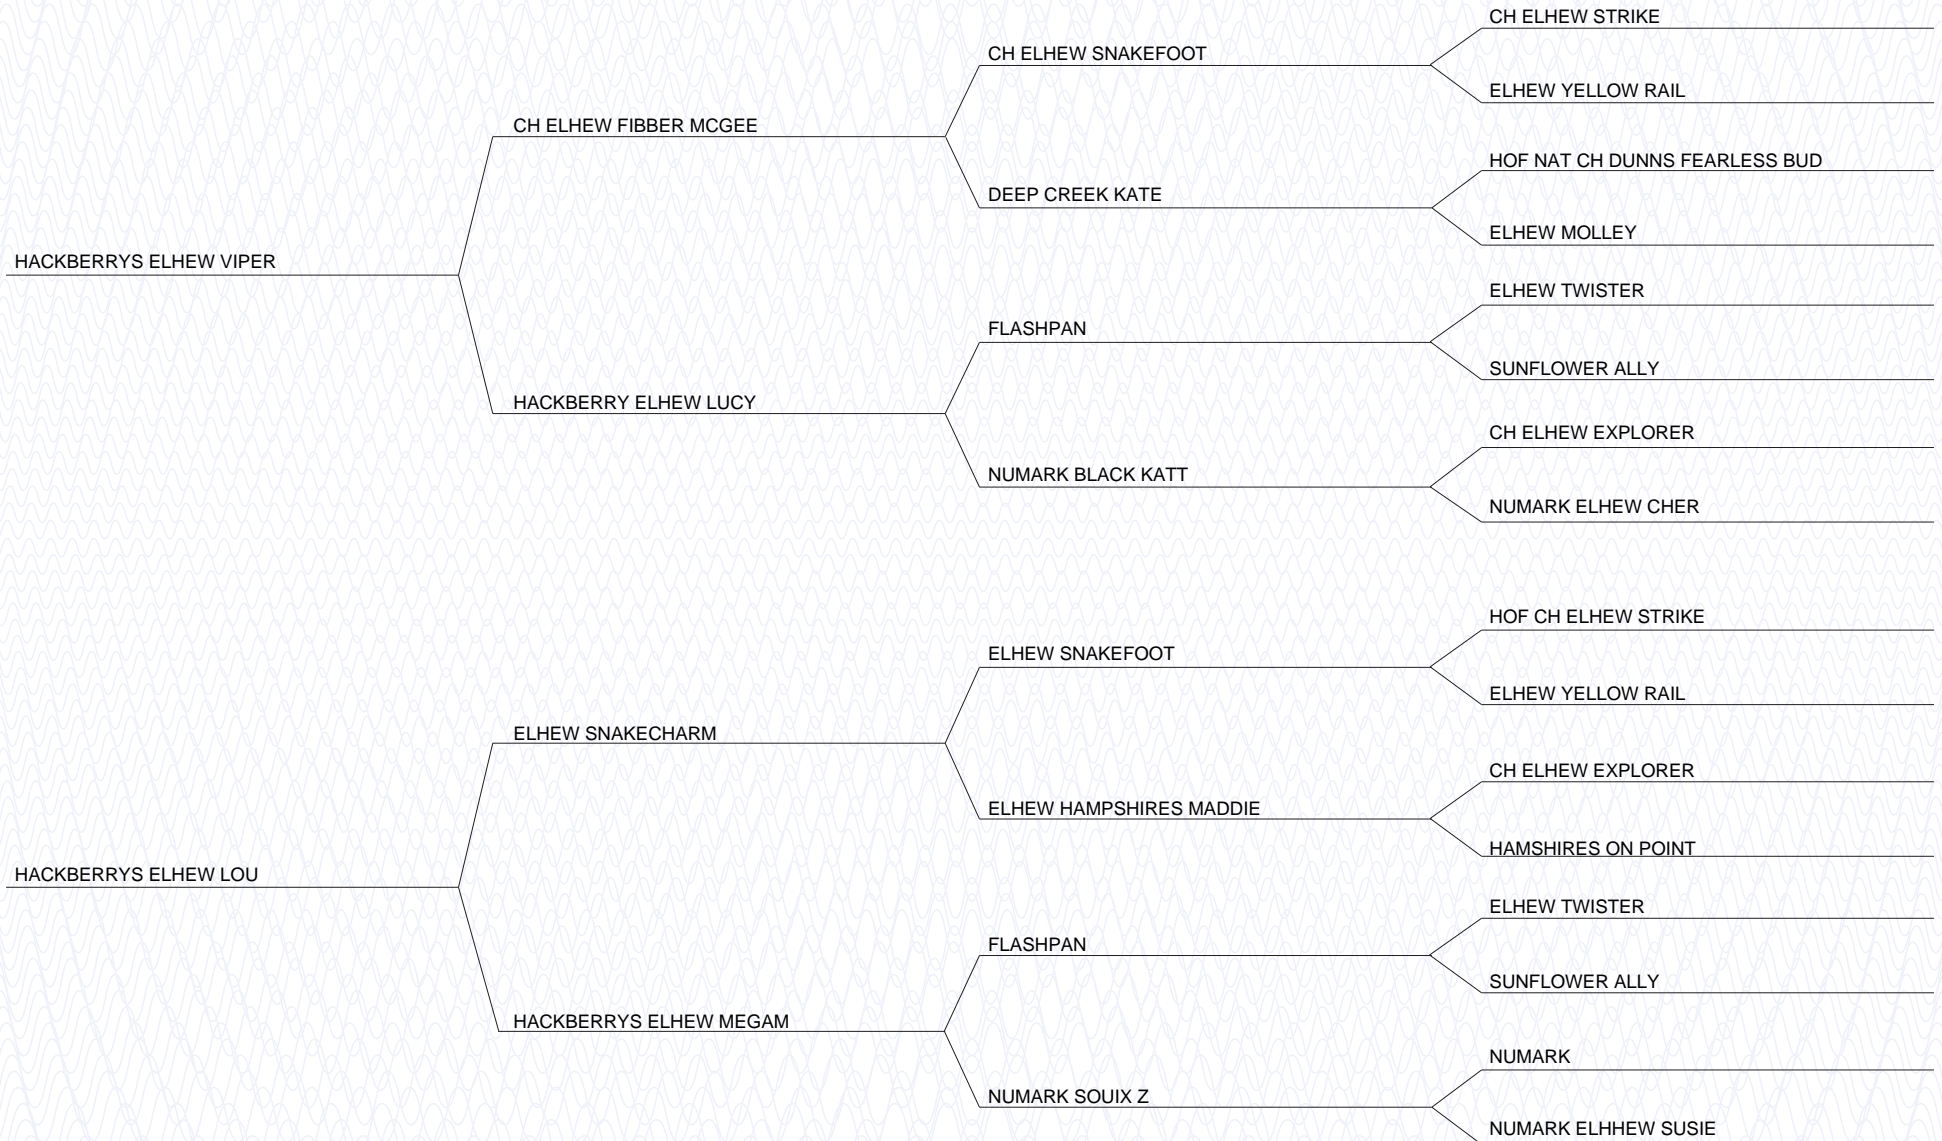 CH ELHEW STRIKE
CH ELHEW SNAKEFOOT
ELHEW YELLOW RAIL
CH ELHEW FIBBER MCGEE
HOF NAT CH DUNNS FEARLESS BUD
DEEP CREEK KATE
ELHEW MOLLEY
HACKBERRYS ELHEW VIPER
ELHEW TWISTER
FLASHPAN
SUNFLOWER ALLY
HACKBERRY ELHEW LUCY
CH ELHEW EXPLORER
NUMARK BLACK KATT
NUMARK ELHEW CHER
HOF CH ELHEW STRIKE
ELHEW SNAKEFOOT
ELHEW YELLOW RAIL
ELHEW SNAKECHARM
CH ELHEW EXPLORER
ELHEW HAMPSHIRES MADDIE
HAMSHIRES ON POINT
HACKBERRYS ELHEW LOU
ELHEW TWISTER
FLASHPAN
SUNFLOWER ALLY
HACKBERRYS ELHEW MEGAM
NUMARK
NUMARK SOUIX Z
NUMARK ELHHEW SUSIE